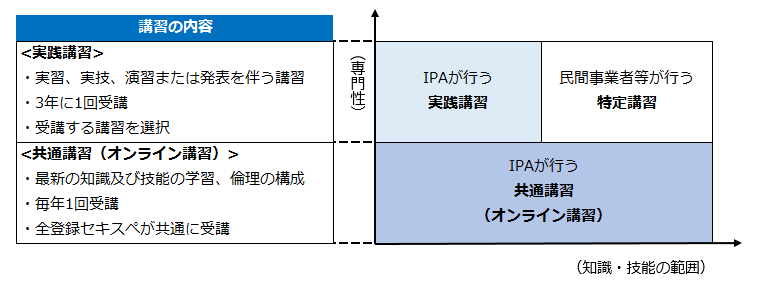 講習の内容
<実践講習>
・実習、実技、演習または発表を伴う講習
・3年に1回受講
・受講する講習を選択
<共通講習（オンライン講習）>
・最新の知識及び技能の学習、倫理の構成
・毎年1回受講
・全登録セキスペが共通に受講
（専門性）
IPAが行う
実践講習
民間事業者等が行う
特定講習
IPAが行う
共通講習
（オンライン講習）
（知識・技能の範囲）